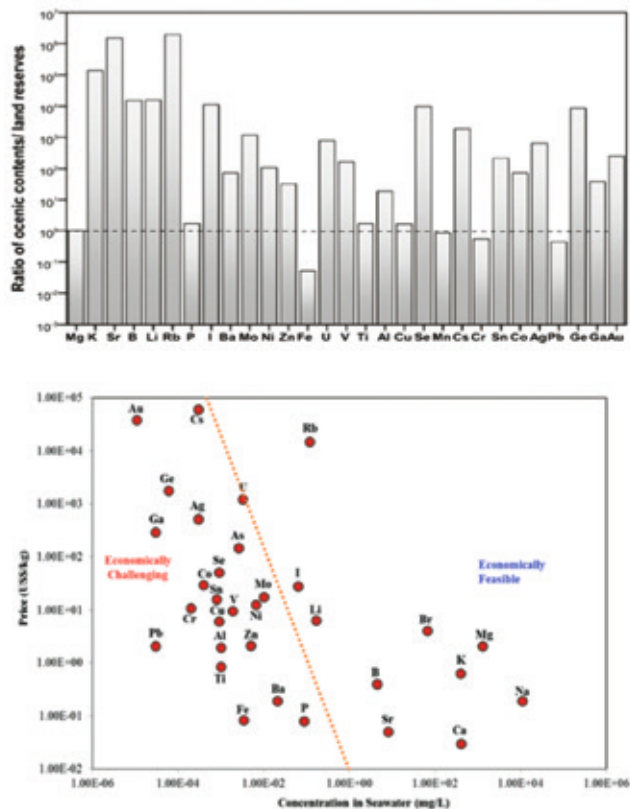 Ratio of ocenic contents/ land reserves
10⁷
10⁶
10⁵
10⁴
10³
10²
10¹
10⁰
10⁻¹
10⁻²
10⁻³
Mg K Sr B Li Rb P I Ba Mo Ni Zn Fe U V Ti Al Cu Se Mn Cs Cr Sn Co Ag Pb Ge Ga Au
Price (US$/kg)
1.00E+05
1.00E+04
1.00E+03
1.00E+02
1.00E+01
1.00E+00
1.00E-01
1.00E-02
Au
Cs
Rb
Ge
U
Ag
Ga
As
Economically
Challenging
Economically
Feasible
Se
Co
Mo
I
Sn
V
Ni
Li
Cr
Cu
Br
Pb
Al
Zn
Mg
Ti
K
B
Ba
Na
Fe
P
Sr
Ca
1.00E-06 1.00E-04 1.00E-02 1.00E+00 1.00E+02 1.00E+04 1.00E+06
Concentration in Seawater (mg/L)